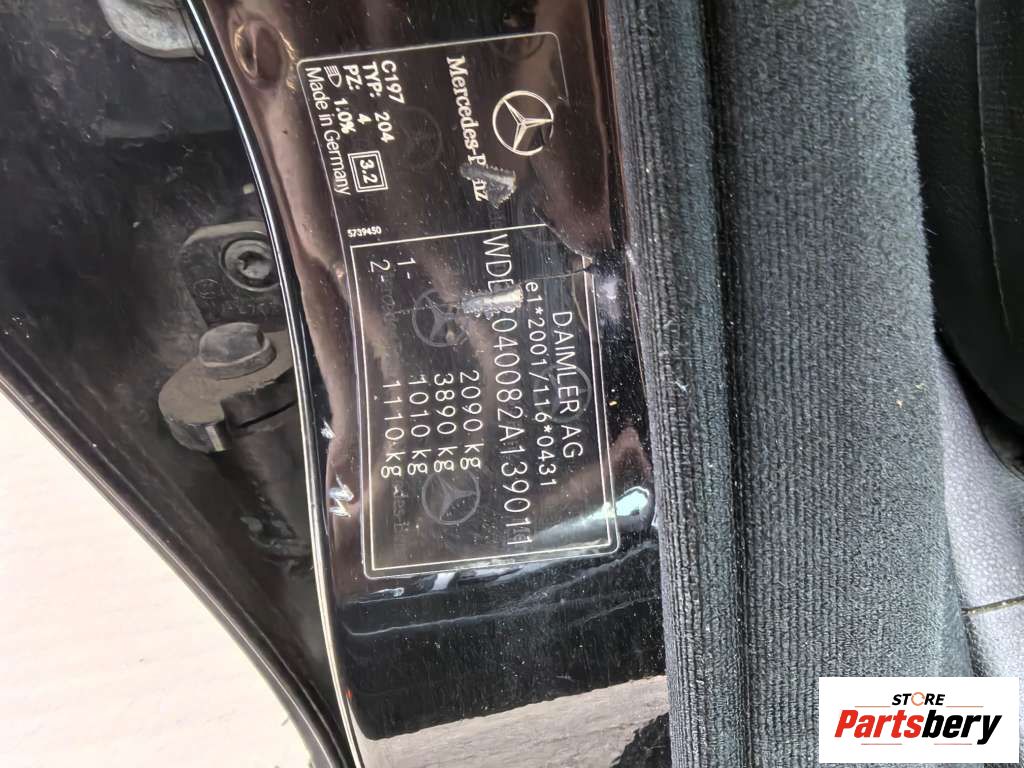 Mercedes-Benz
C197
TYP: 204
PZ: 4
1.0%
3.2
Made in Germany
5739450
DAIMLER AG
e1*2001/116*0431
2090 kg
3890 kg
1- 1010 kg
2- 1110 kg
STORE
Partsbery